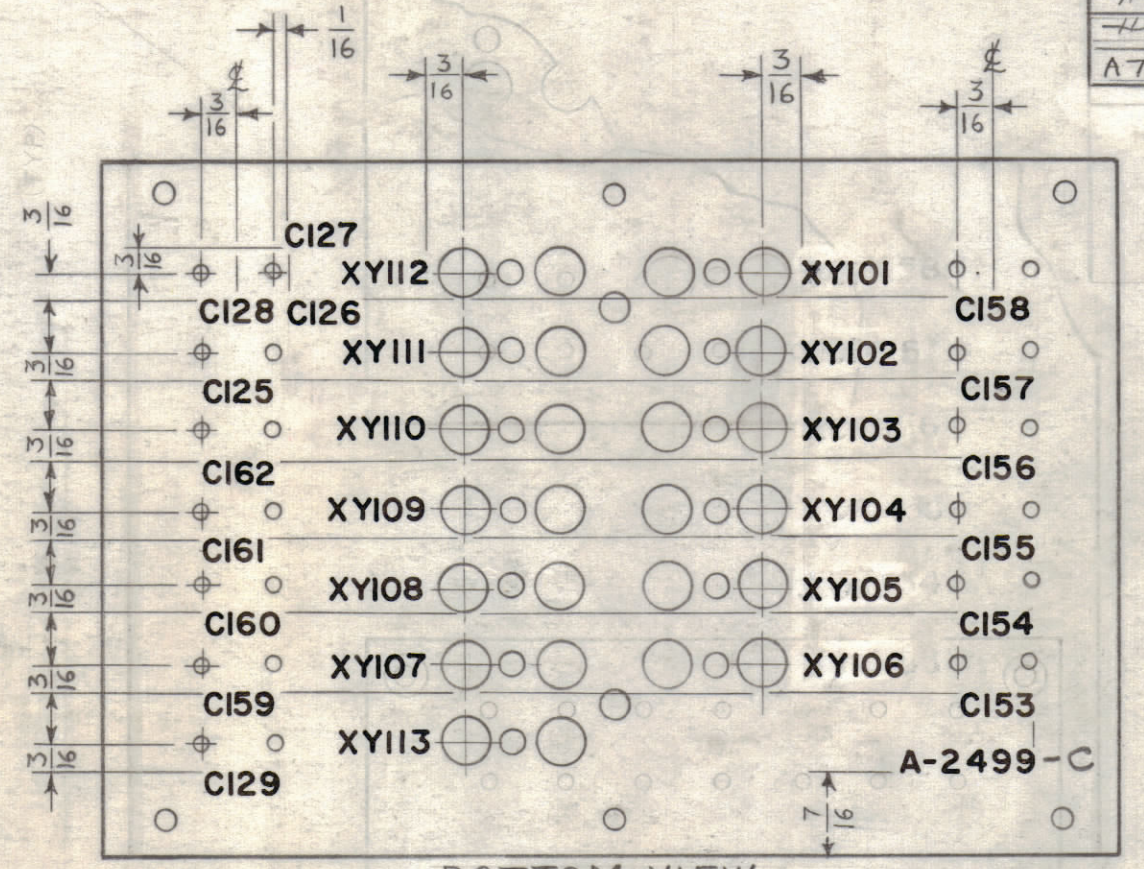 1/16
3/16 3/16
A7
3/16 ℄ 3/16 ℄
3/16
C127
3/16 XY112 XY101
C128 C126 C158
3/16 XY111 XY102
C125 C157
3/16 XY110 XY103
C162 C156
3/16 XY109 XY104
C161 C155
3/16 XY108 XY105
C160 C154
3/16 XY107 XY106
C159 C153
3/16 XY113 A-2499-C
C129
7/16
BOTTOM VIEW